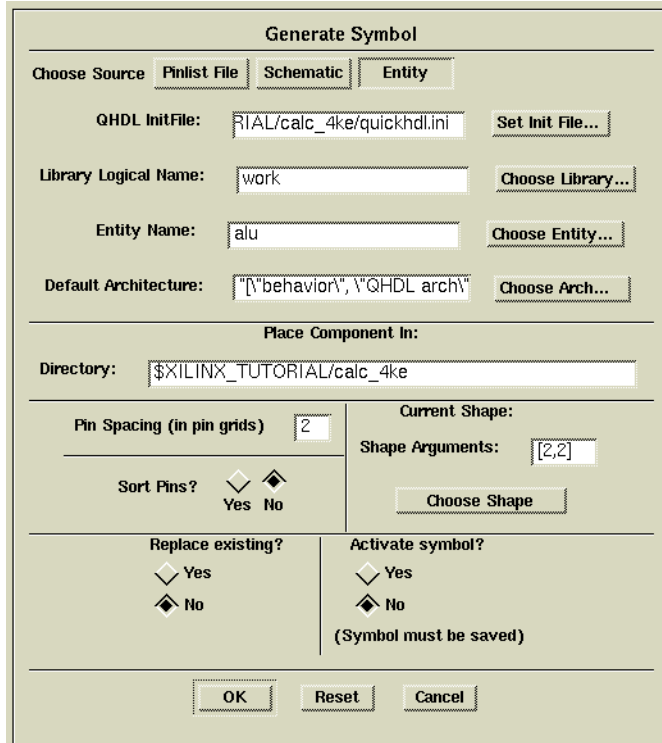 Generate Symbol
Choose Source Pinlist File Schematic Entity
QHDL InitFile: RIAL/calc_4ke/quickhdl.ini Set Init File...
Library Logical Name: work Choose Library...
Entity Name: alu Choose Entity...
Default Architecture: "[\"behavior\", \"QHDL arch\" Choose Arch...
Place Component In:
Directory: $XILINX_TUTORIAL/calc_4ke
Pin Spacing (in pin grids) 2
Sort Pins?
Yes No
Current Shape:
Shape Arguments: [2,2]
Choose Shape
Replace existing?
Yes
No
Activate symbol?
Yes
No
(Symbol must be saved)
OK Reset Cancel